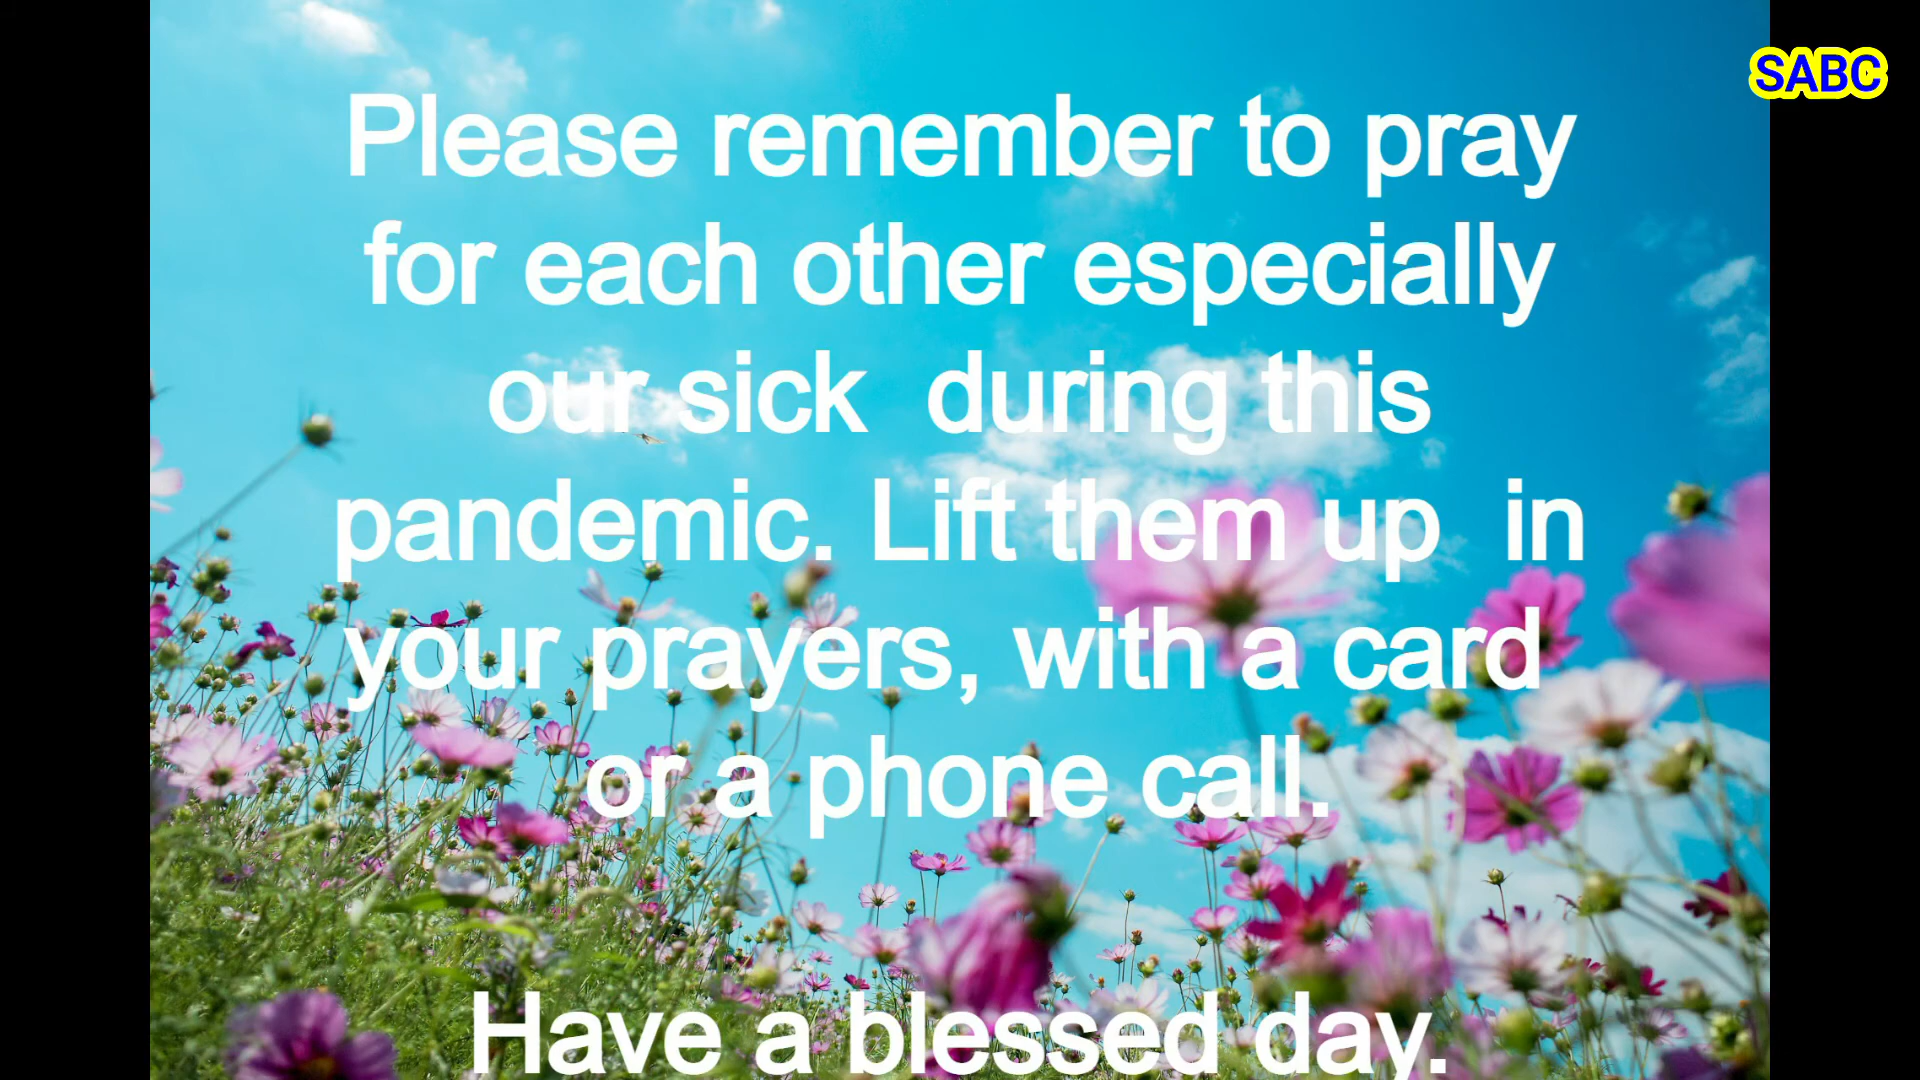 SABC
Please remember to pray
for each other especially
our sick  during this
pandemic. Lift them up  in
your prayers, with a card
or a phone call.
Have a blessed day.